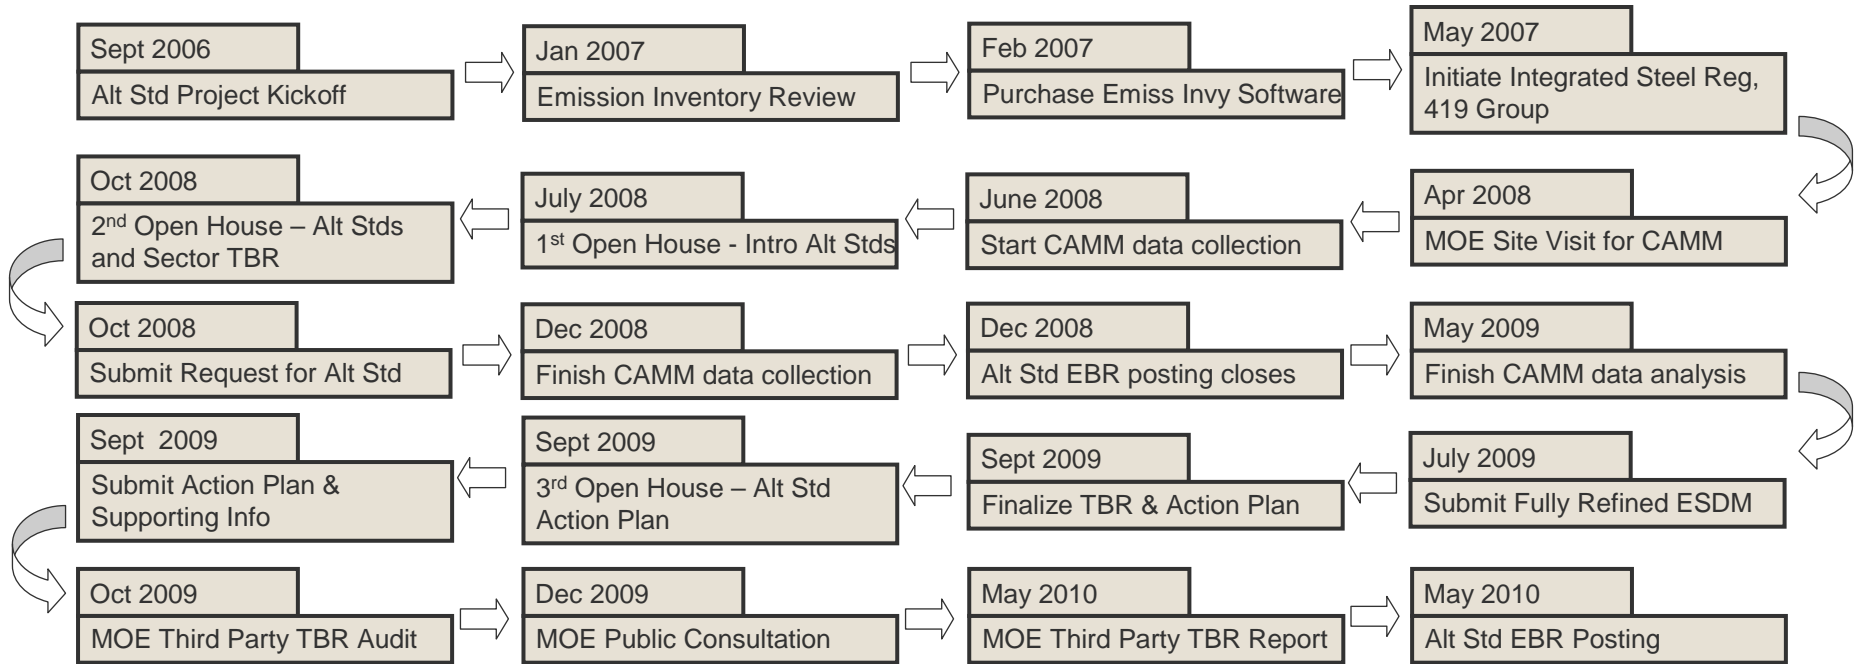 Sept 2006
Alt Std Project Kickoff
Jan 2007
Emission Inventory Review
Feb 2007
Purchase Emiss Invy Software
May 2007
Initiate Integrated Steel Reg,
419 Group
Apr 2008
MOE Site Visit for CAMM
June 2008
Start CAMM data collection
July 2008
1st Open House - Intro Alt Stds
Oct 2008
2nd Open House – Alt Stds
and Sector TBR
Oct 2008
Submit Request for Alt Std
Dec 2008
Finish CAMM data collection
Dec 2008
Alt Std EBR posting closes
May 2009
Finish CAMM data analysis
July 2009
Submit Fully Refined ESDM
Sept 2009
Finalize TBR & Action Plan
Sept 2009
3rd Open House – Alt Std
Action Plan
Sept 2009
Submit Action Plan &
Supporting Info
Oct 2009
MOE Third Party TBR Audit
Dec 2009
MOE Public Consultation
May 2010
MOE Third Party TBR Report
May 2010
Alt Std EBR Posting